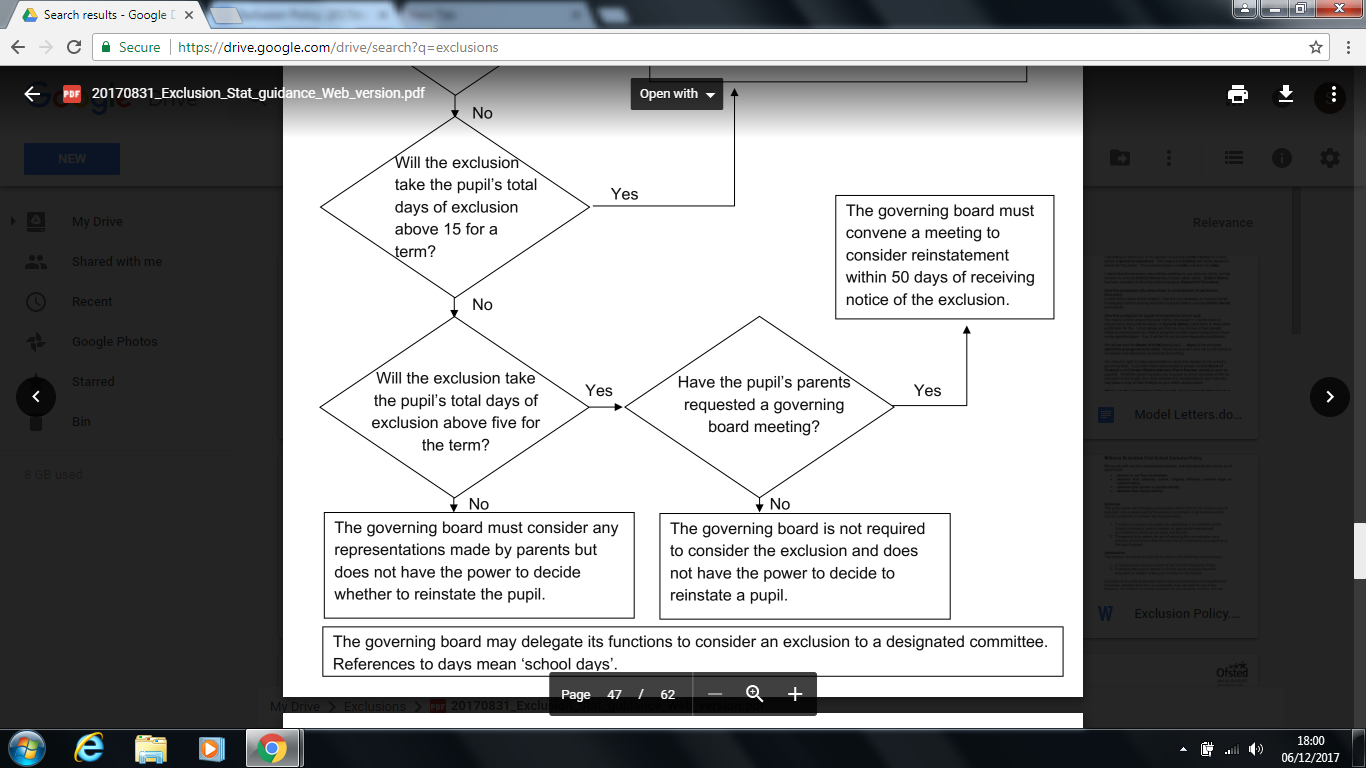 Search results - Google D
Secure
https://drive.google.com/drive/search?q=exclusions
20170831_Exclusion_Stat_guidance_Web_version.pdf
Open with
NEW
My Drive
Shared with me
Recent
Google Photos
Starred
Bin
8 GB used
Relevance
No
Will the exclusion
take the pupil's total
days of exclusion
above 15 for a
term?
Yes
The governing board must
convene a meeting to
consider reinstatement
within 50 days of receiving
notice of the exclusion.
No
Will the exclusion take
the pupil's total days of
exclusion above five for
the term?
Yes
Have the pupil's parents
requested a governing
board meeting?
Yes
No
No
The governing board must consider any
representations made by parents but
does not have the power to decide
whether to reinstate the pupil.
The governing board is not required
to consider the exclusion and does
not have the power to decide to
reinstate a pupil.
The governing board may delegate its functions to consider an exclusion to a designated committee.
References to days mean 'school days'.
Model Letters.do...
Exclusion Policy....
Ofsted
Page 47 / 62
My Drive > Exclusions > 20170831_Exclusion_Stat_guidance_Web_version.pdf
18:00
06/12/2017